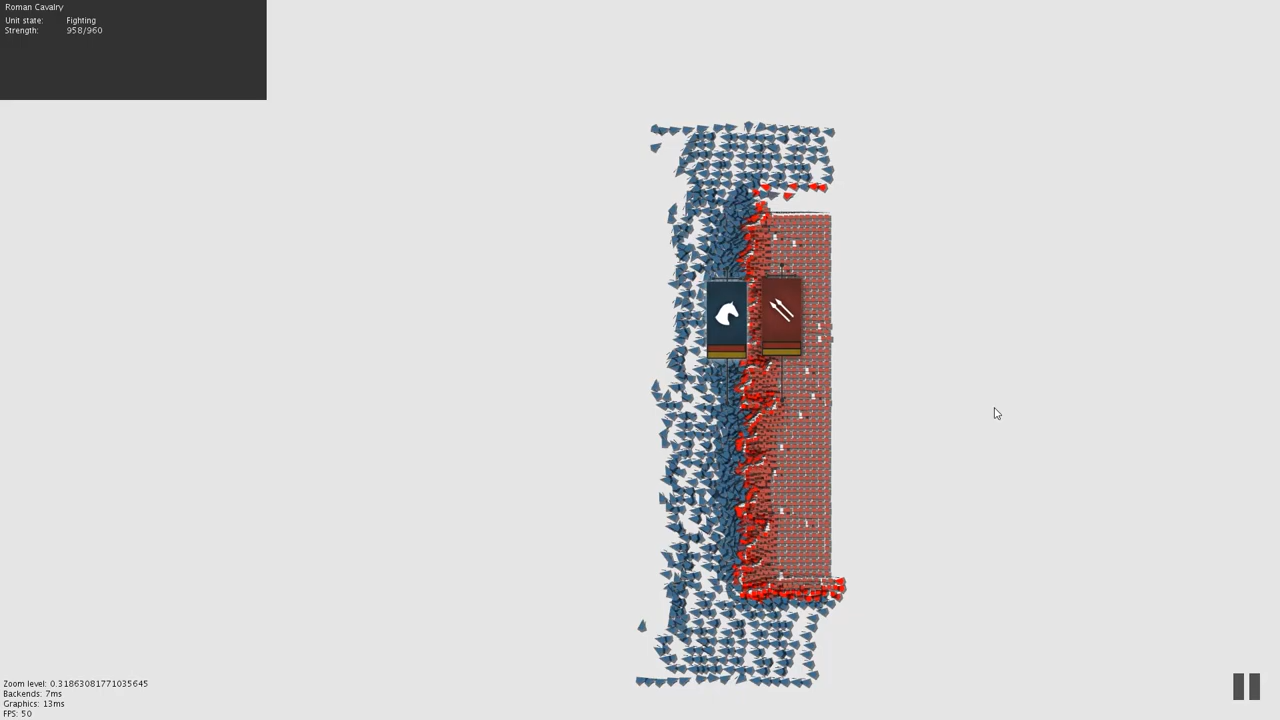 Roman Cavalry
Unit state: Fighting
Strength: 958/960
Zoom level: 0.31863081771035645
Backends: 7ms
Graphics: 13ms
FPS: 50